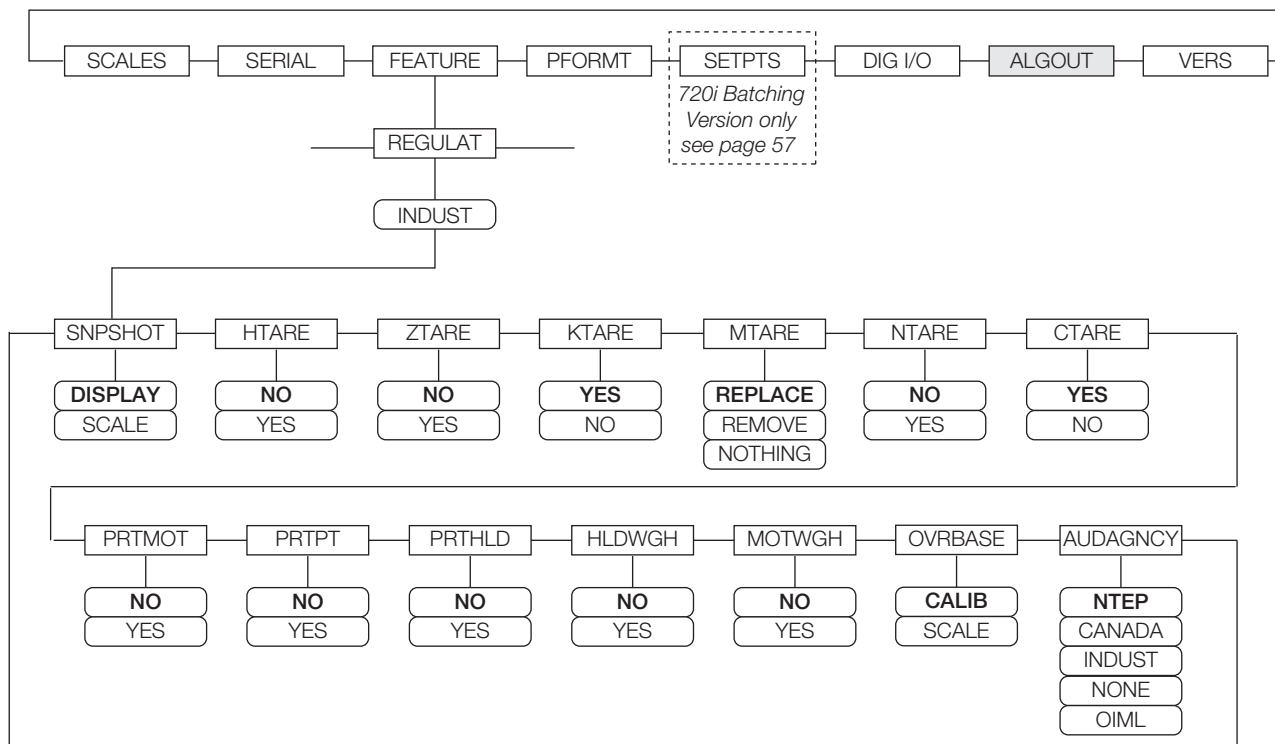 SCALES SERIAL FEATURE PFORMT SETPTS DIG I/O ALGOUT VERS
720i Batching
Version only
see page 57
REGULAT
INDUST
SNPSHOT HTARE ZTARE KTARE MTARE NTARE CTARE
DISPLAY NO NO YES REPLACE NO YES
SCALE YES YES NO REMOVE YES NO
NOTHING
PRTMOT PRTPT PRTHLD HLDWGH MOTWGH OVRBASE AUDAGNCY
NO NO NO NO NO CALIB NTEP
YES YES YES YES YES SCALE CANADA
INDUST
NONE
OIML